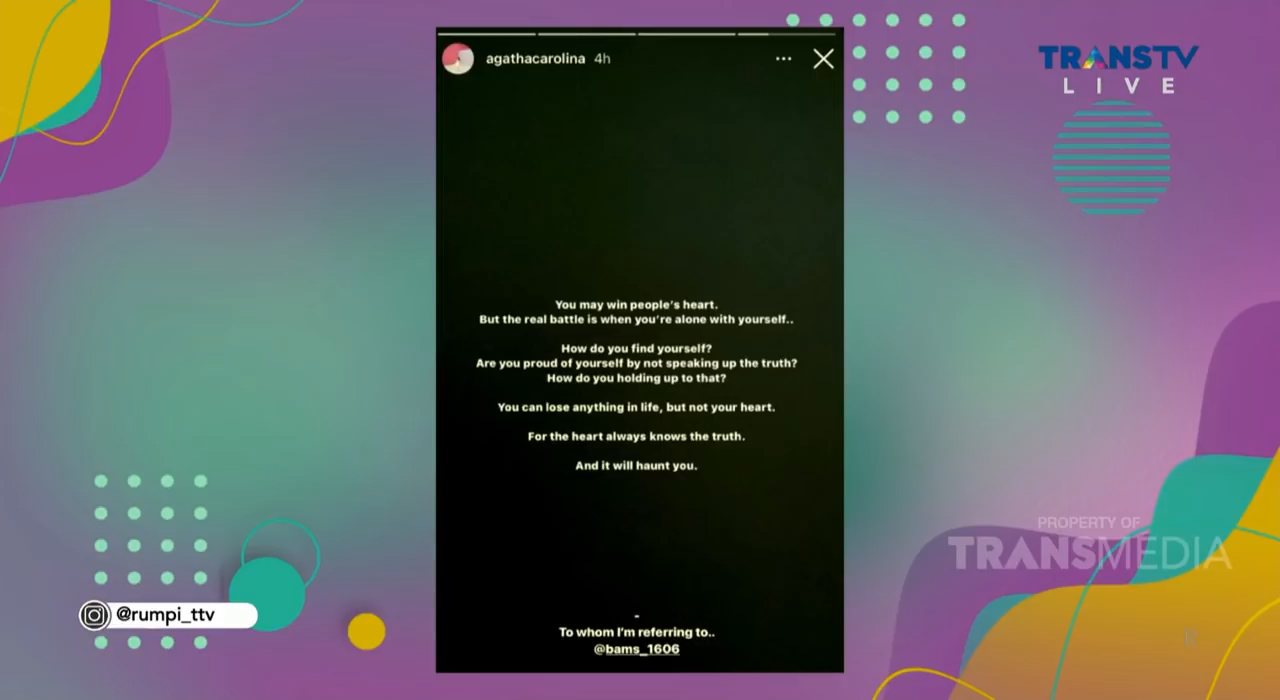 agathacarolina 4h
TRANSTV
LIVE
You may win people's heart.
But the real battle is when you're alone with yourself..
How do you find yourself?
Are you proud of yourself by not speaking up the truth?
How do you holding up to that?
You can lose anything in life, but not your heart.
For the heart always knows the truth.
And it will haunt you.
PROPERTY OF
TRANSMEDIA
@rumpi_ttv
-
To whom I'm referring to..
@bams_1606
R